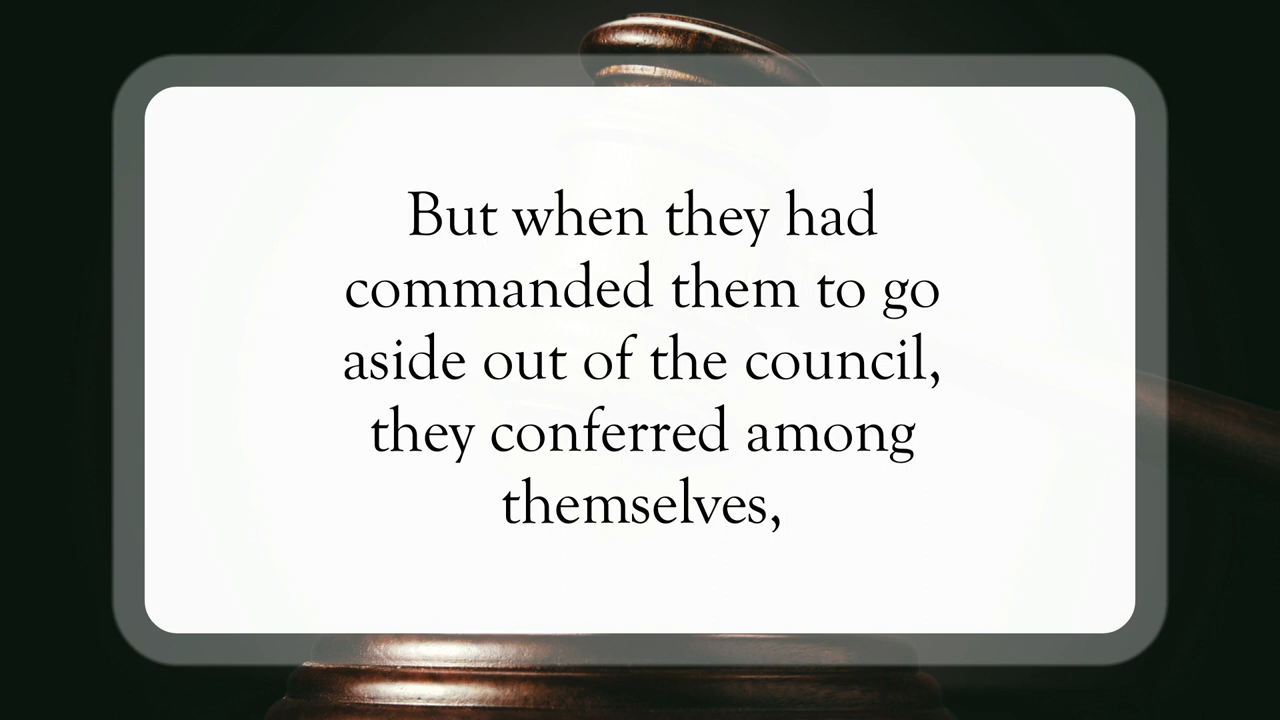 But when they had
commanded them to go
aside out of the council,
they conferred among
themselves,